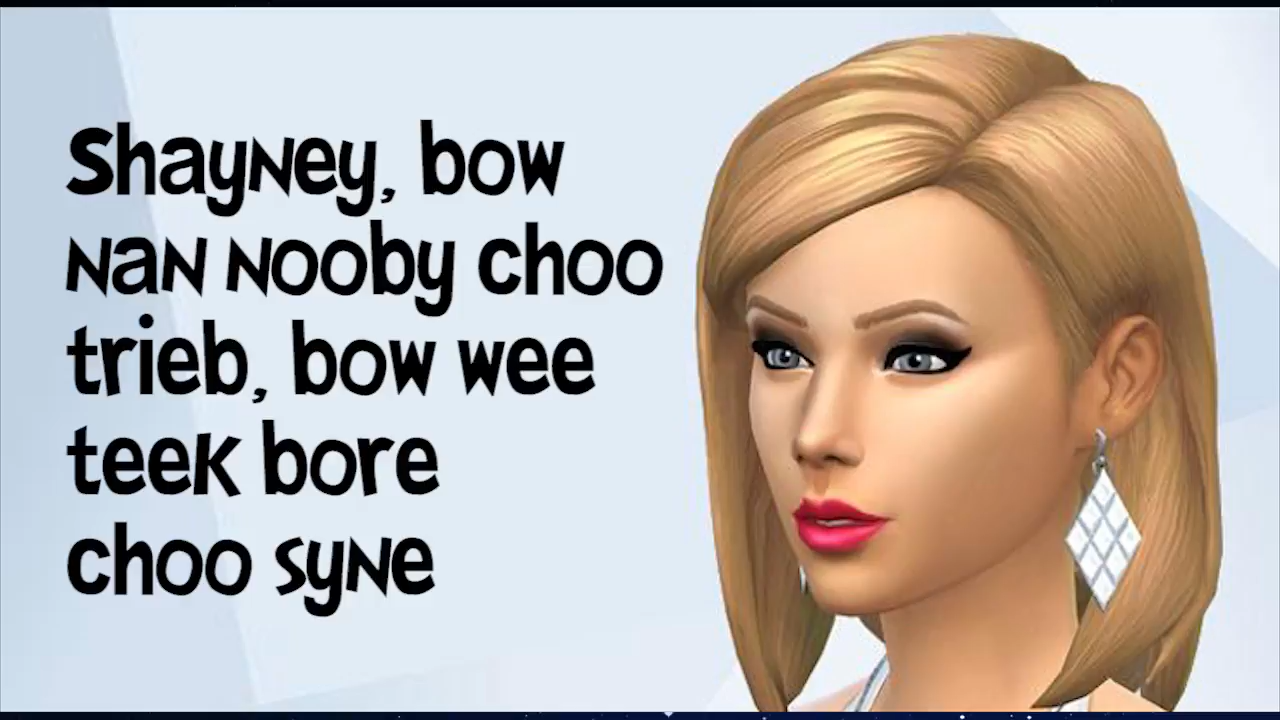 Shayney, bow
nan nooby choo
trieb, bow wee
teek bore
choo syne